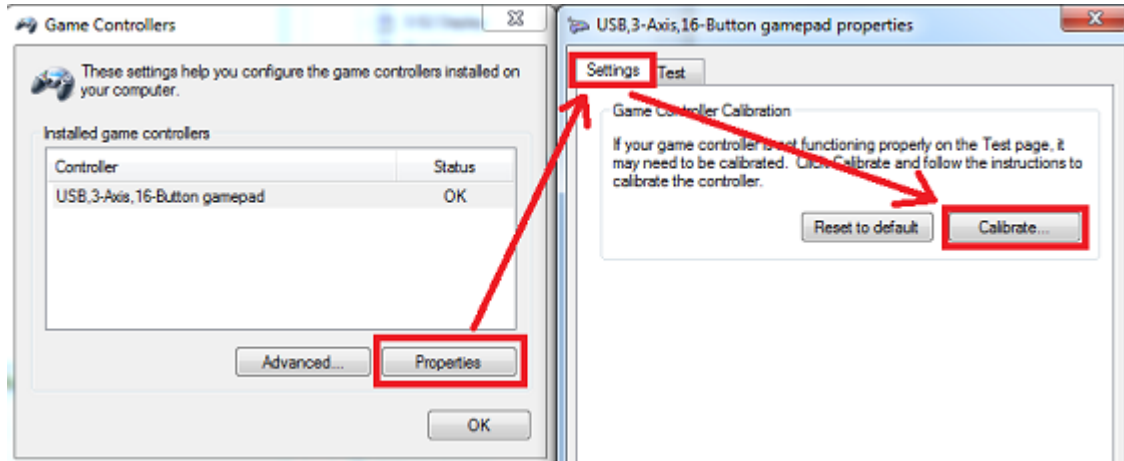 Game Controllers
These settings help you configure the game controllers installed on
your computer.
Installed game controllers
Controller Status
USB,3-Axis,16-Button gamepad OK
Advanced... Properties
OK
USB,3-Axis,16-Button gamepad properties
Settings Test
Game Controller Calibration
If your game controller is not functioning properly on the Test page, it
may need to be calibrated. Click Calibrate and follow the instructions to
calibrate the controller.
Reset to default Calibrate...